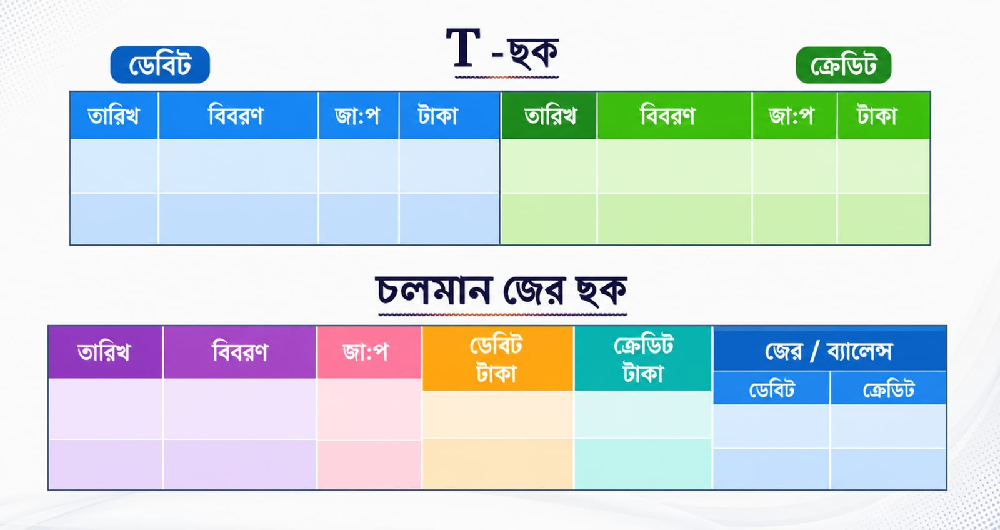 T -ছক
ডেবিট
ক্রেডিট
তারিখ বিবরণ জা:প টাকা তারিখ বিবরণ জা:প টাকা
চলমান জের ছক
তারিখ বিবরণ জা:প ডেবিট টাকা ক্রেডিট টাকা জের / ব্যালেন্স
ডেবিট ক্রেডিট